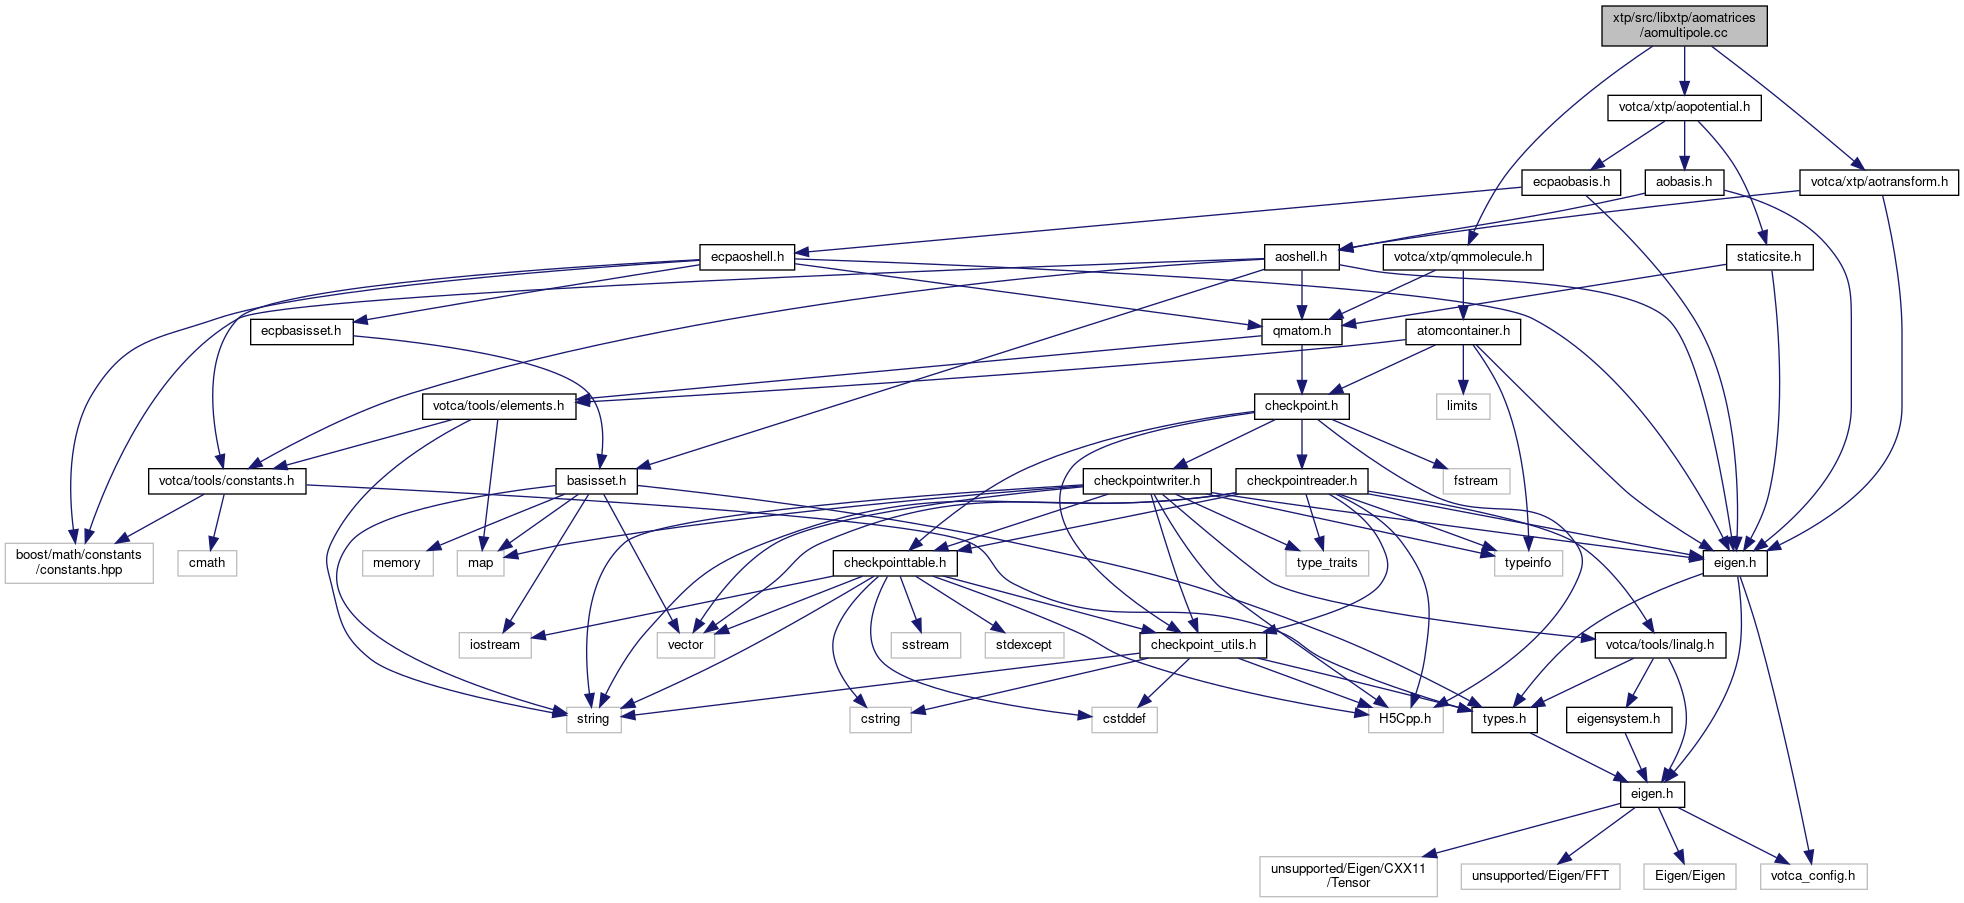 xtp/src/libxtp/aomatrices
/aomultipole.cc
votca/xtp/aopotential.h
ecpaobasis.h
aobasis.h
votca/xtp/aotransform.h
ecpaoshell.h
aoshell.h
votca/xtp/qmmolecule.h
staticsite.h
ecpbasisset.h
qmatom.h
atomcontainer.h
votca/tools/elements.h
checkpoint.h
limits
votca/tools/constants.h
basisset.h
checkpointwriter.h
checkpointreader.h
fstream
boost/math/constants
/constants.hpp
cmath
memory
map
checkpointtable.h
type_traits
typeinfo
eigen.h
iostream
vector
sstream
stdexcept
checkpoint_utils.h
votca/tools/linalg.h
string
cstring
cstddef
H5Cpp.h
types.h
eigensystem.h
eigen.h
unsupported/Eigen/CXX11
/Tensor
unsupported/Eigen/FFT
Eigen/Eigen
votca_config.h